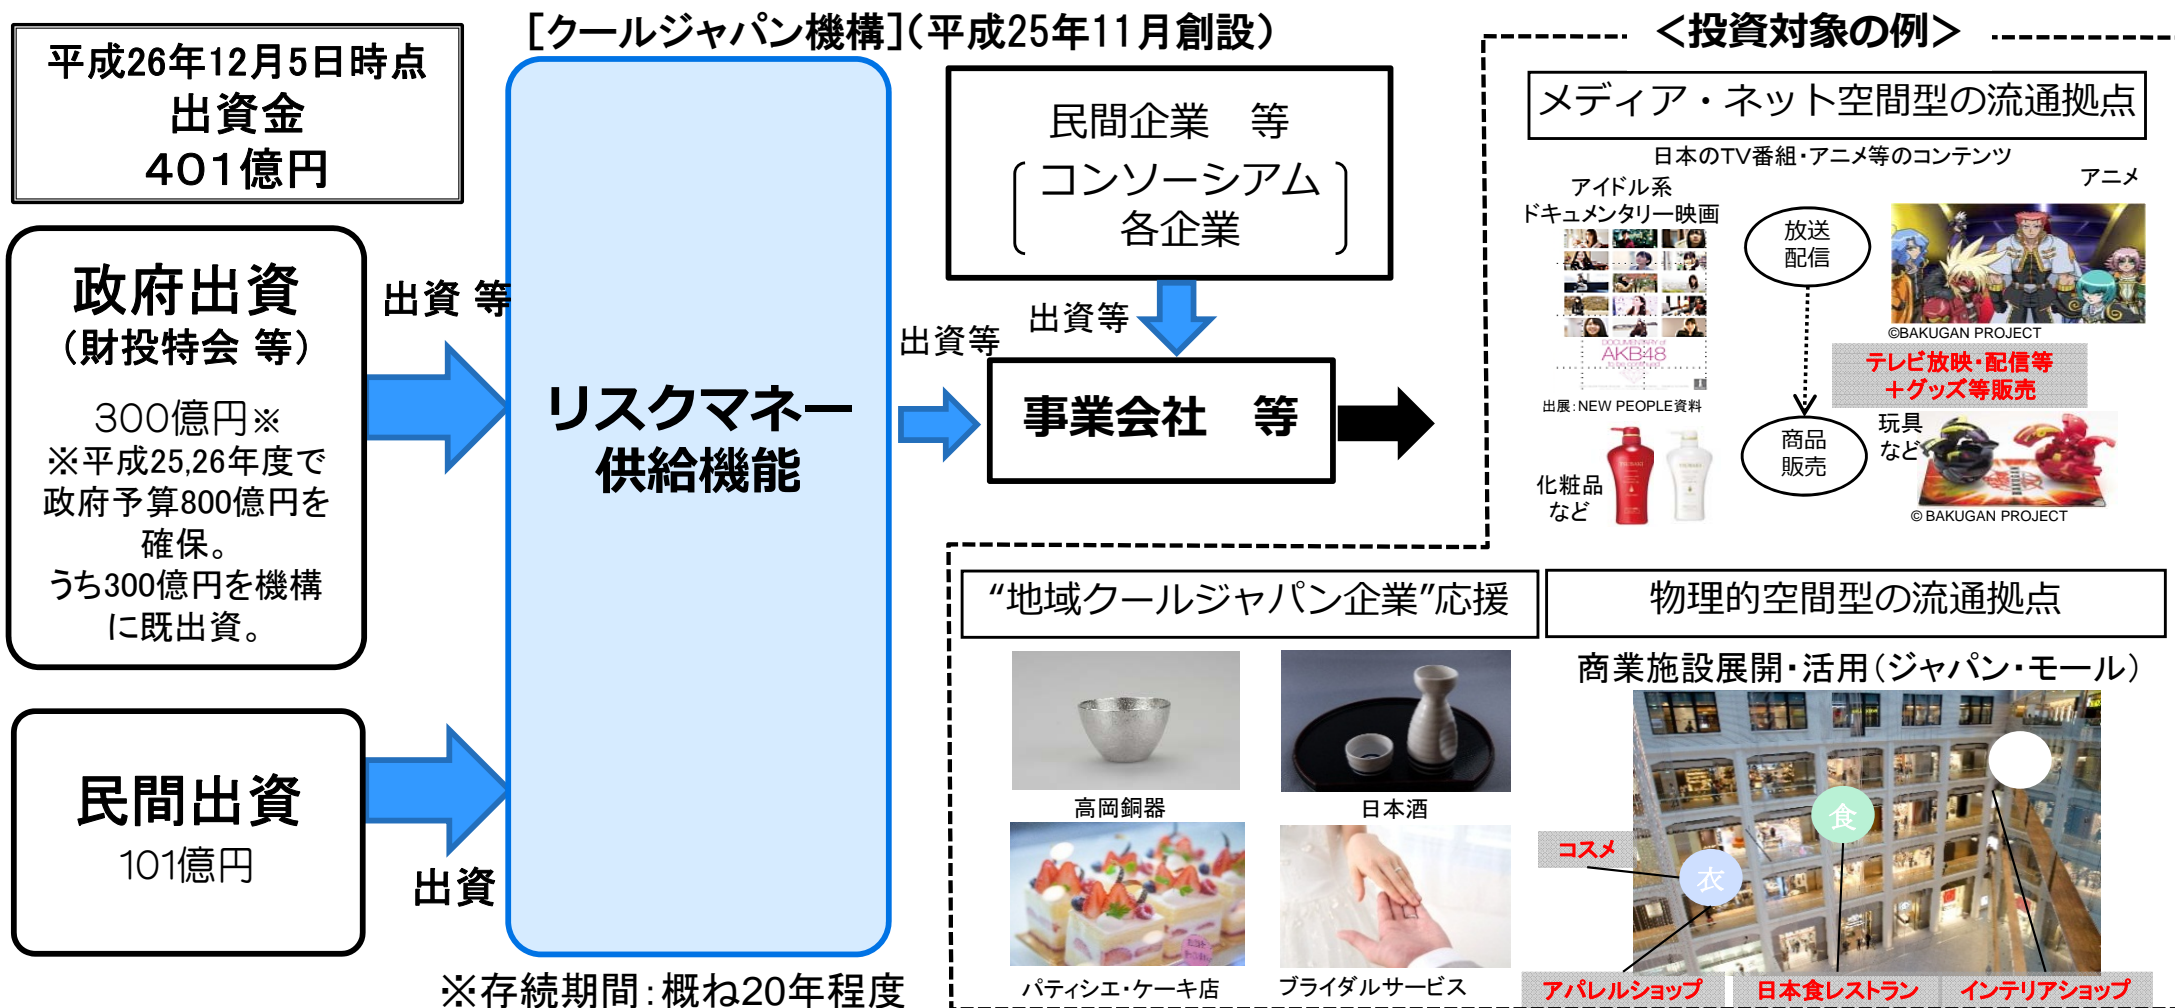 [クールジャパン機構](平成25年11月創設)
平成26年12月5日時点
出資金
401億円
政府出資
(財投特会 等)
300億円※
※平成25,26年度で
政府予算800億円を
確保。
うち300億円を機構
に既出資。
出資 等
民間出資
101億円
出資
リスクマネー
供給機能
※存続期間:概ね20年程度
民間企業 等
コンソーシアム
各企業
出資等
出資等
事業会社 等
<投資対象の例>
メディア・ネット空間型の流通拠点
日本のTV番組・アニメ等のコンテンツ
アイドル系
ドキュメンタリー映画
DOCUMENTARY of
AKB48
出展:NEW PEOPLE資料
化粧品
など
放送
配信
商品
販売
アニメ
©BAKUGAN PROJECT
テレビ放映・配信等
+グッズ等販売
玩具
など
BAKUGAN
© BAKUGAN PROJECT
“地域クールジャパン企業”応援
高岡銅器
日本酒
パティシエ・ケーキ店
ブライダルサービス
物理的空間型の流通拠点
商業施設展開・活用(ジャパン・モール)
食
コスメ
衣
アパレルショップ
日本食レストラン
インテリアショップ